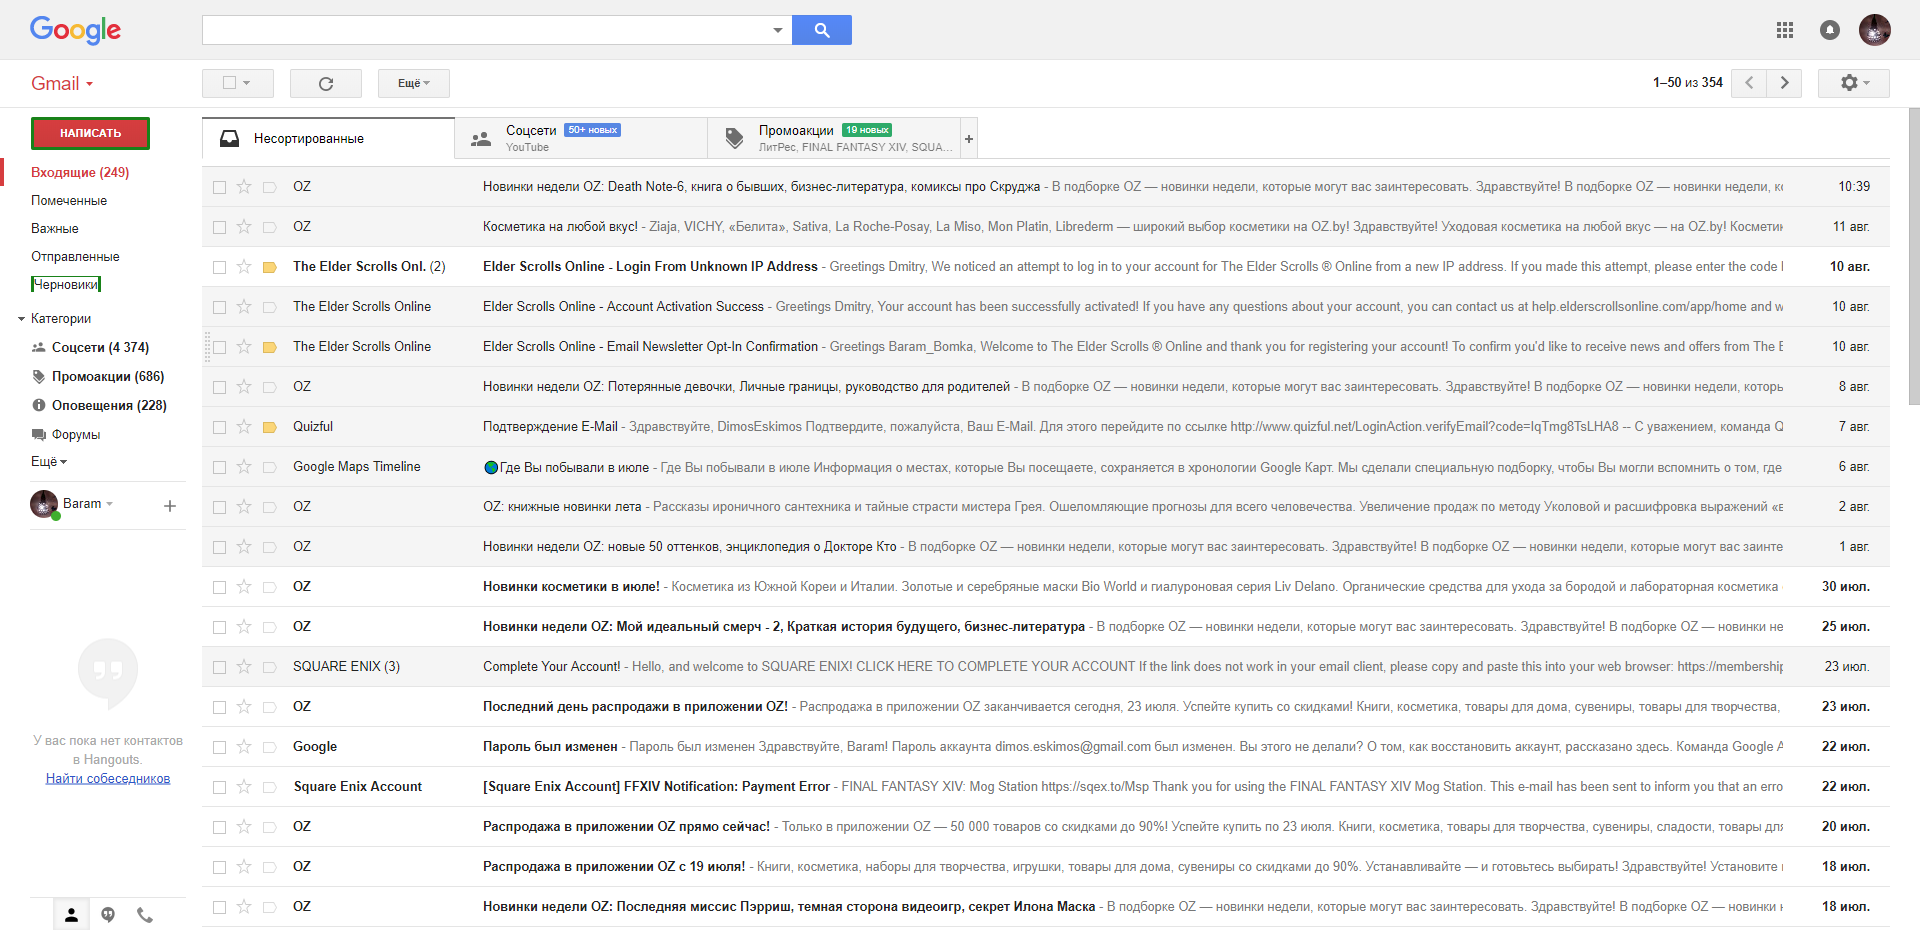 Google
Gmail
Ещё
1–50 из 354
НАПИСАТЬ
Входящие (249)
Помеченные
Важные
Отправленные
Черновики
Категории
Соцсети (4 374)
Промоакции (686)
Оповещения (228)
Форумы
Ещё
Baram
У вас пока нет контактов
в Hangouts.
Найти собеседников
Несортированные
Соцсети 50+ новых
YouTube
Промоакции 19 новых
ЛитРес, FINAL FANTASY XIV, SQUA…
+
OZ Новинки недели OZ: Death Note-6, книга о бывших, бизнес-литература, комиксы про Скруджа - В подборке OZ — новинки недели, которые могут вас заинтересовать. Здравствуйте! В подборке OZ — новинки недели, 10:39
OZ Косметика на любой вкус! - Ziaja, VICHY, «Белита», Sativa, La Roche-Posay, La Miso, Mon Platin, Librederm — широкий выбор косметики на OZ.by! Здравствуйте! Уходовая косметика на любой вкус — на OZ.by! Косметик 11 авг.
The Elder Scrolls Onl. (2) Elder Scrolls Online - Login From Unknown IP Address - Greetings Dmitry, We noticed an attempt to log in to your account for The Elder Scrolls ® Online from a new IP address. If you made this attempt, please enter the code 10 авг.
The Elder Scrolls Online Elder Scrolls Online - Account Activation Success - Greetings Dmitry, Your account has been successfully activated! If you have any questions about your account, you can contact us at help.elderscrollsonline.com/app/home and w 10 авг.
The Elder Scrolls Online Elder Scrolls Online - Email Newsletter Opt-In Confirmation - Greetings Baram_Bomka, Welcome to The Elder Scrolls ® Online and thank you for registering your account! To confirm you'd like to receive news and offers from The E 10 авг.
OZ Новинки недели OZ: Потерянные девочки, Личные границы, руководство для родителей - В подборке OZ — новинки недели, которые могут вас заинтересовать. Здравствуйте! В подборке OZ — новинки недели, которь 8 авг.
Quizful Подтверждение E-Mail - Здравствуйте, DimosEskimos Подтвердите, пожалуйста, Ваш E-Mail. Для этого перейдите по ссылке http://www.quizful.net/LoginAction.verifyEmail?code=IqTmg8TsLHA8 -- С уважением, команда Q 7 авг.
Google Maps Timeline Где Вы побывали в июле - Где Вы побывали в июле Информация о местах, которые Вы посещаете, сохраняется в хронологии Google Карт. Мы сделали специальную подборку, чтобы Вы могли вспомнить о том, где 6 авг.
OZ OZ: книжные новинки лета - Рассказы ироничного сантехника и тайные страсти мистера Грея. Ошеломляющие прогнозы для всего человечества. Увеличение продаж по методу Уколовой и расшифровка выражений «в 2 авг.
OZ Новинки недели OZ: новые 50 оттенков, энциклопедия о Докторе Кто - В подборке OZ — новинки недели, которые могут вас заинтересовать. Здравствуйте! В подборке OZ — новинки недели, которые могут вас заинте 1 авг.
OZ Новинки косметики в июле! - Косметика из Южной Кореи и Италии. Золотые и серебряные маски Bio World и гиалуроновая серия Liv Delano. Органические средства для ухода за бородой и лабораторная косметика 30 июл.
OZ Новинки недели OZ: Мой идеальный смерч - 2, Краткая история будущего, бизнес-литература - В подборке OZ — новинки недели, которые могут вас заинтересовать. Здравствуйте! В подборке OZ — новинки не 25 июл.
SQUARE ENIX (3) Complete Your Account! - Hello, and welcome to SQUARE ENIX! CLICK HERE TO COMPLETE YOUR ACCOUNT If the link does not work in your email client, please copy and paste this into your web browser: https://membership 23 июл.
OZ Последний день распродажи в приложении OZ! - Распродажа в приложении OZ заканчивается сегодня, 23 июля. Успейте купить со скидками! Книги, косметика, товары для дома, сувениры, товары для творчества, 23 июл.
Google Пароль был изменен - Пароль был изменен Здравствуйте, Baram! Пароль аккаунта dimos.eskimos@gmail.com был изменен. Вы этого не делали? О том, как восстановить аккаунт, рассказано здесь. Команда Google A 22 июл.
Square Enix Account [Square Enix Account] FFXIV Notification: Payment Error - FINAL FANTASY XIV: Mog Station https://sqex.to/Msp Thank you for using the FINAL FANTASY XIV Mog Station. This e-mail has been sent to inform you that an erro 22 июл.
OZ Распродажа в приложении OZ прямо сейчас! - Только в приложении OZ — 50 000 товаров со скидками до 90%! Успейте купить по 23 июля. Книги, косметика, товары для творчества, сувениры, сладости, товары дл 20 июл.
OZ Распродажа в приложении OZ с 19 июля! - Книги, косметика, наборы для творчества, игрушки, товары для дома, сувениры со скидками до 90%. Устанавливайте — и готовьтесь выбирать! Здравствуйте! Установите 18 июл.
OZ Новинки недели OZ: Последняя миссис Пэрриш, темная сторона видеоигр, секрет Илона Маска - В подборке OZ — новинки недели, которые могут вас заинтересовать. Здравствуйте! В подборке OZ — новинки 18 июл.